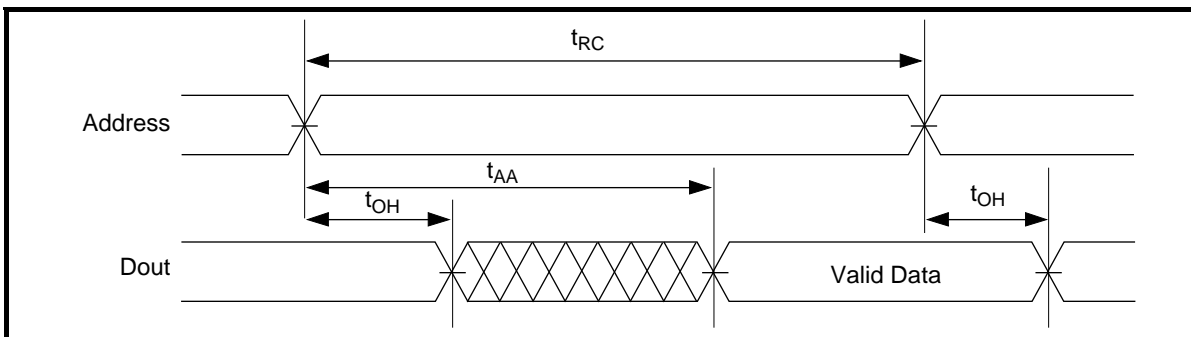 tRC
Address
tAA
tOH
tOH
Dout
Valid Data